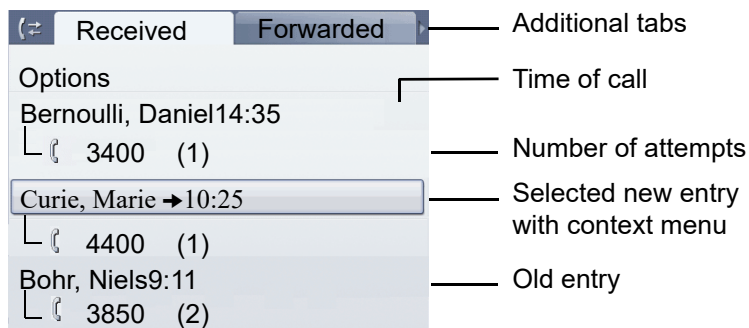 Received Forwarded Additional tabs
Options Time of call
Bernoulli, Daniel14:35
3400 (1) Number of attempts
Curie, Marie ➔10:25 Selected new entry
with context menu
4400 (1)
Bohr, Niels9:11 Old entry
3850 (2)